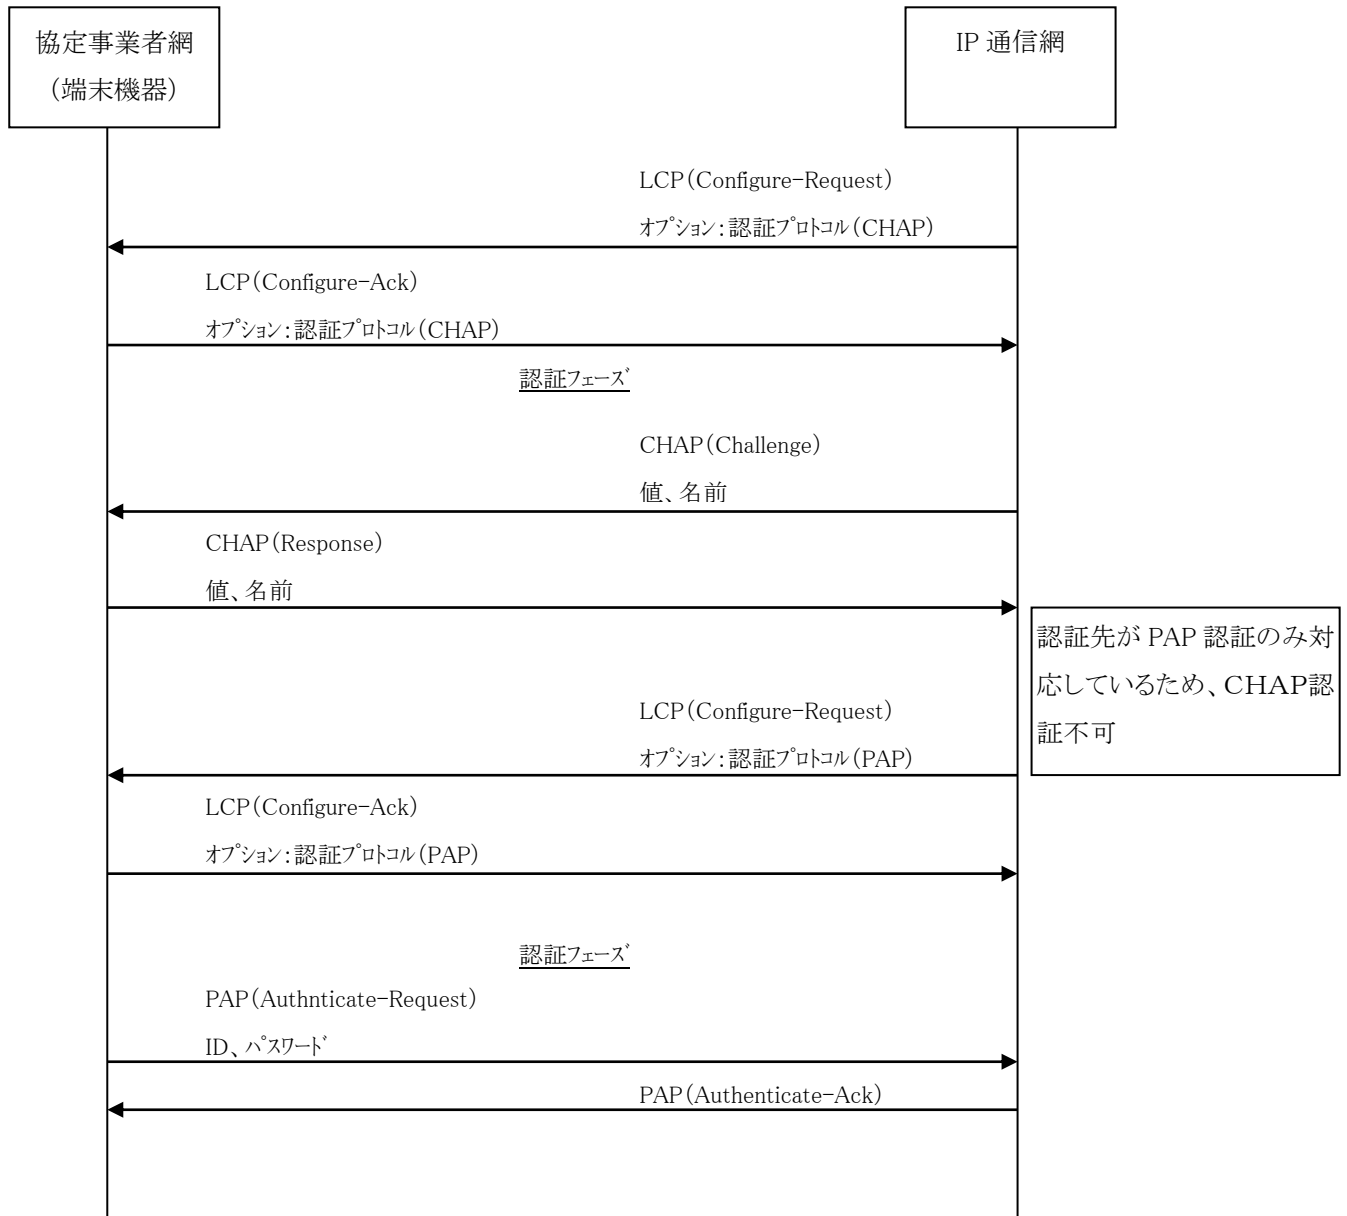 協定事業者網
（端末機器）
IP 通信網
LCP（Configure-Request）
ｵﾌﾟｼｮﾝ：認証ﾌﾟﾛﾄｺﾙ（CHAP）
LCP（Configure-Ack）
ｵﾌﾟｼｮﾝ：認証ﾌﾟﾛﾄｺﾙ（CHAP）
認証ﾌｪｰｽﾞ
CHAP（Challenge）
値、名前
CHAP（Response）
値、名前
認証先が PAP 認証のみ対
応しているため、CHAP認
証不可
LCP（Configure-Request）
ｵﾌﾟｼｮﾝ：認証ﾌﾟﾛﾄｺﾙ（PAP）
LCP（Configure-Ack）
ｵﾌﾟｼｮﾝ：認証ﾌﾟﾛﾄｺﾙ（PAP）
認証ﾌｪｰｽﾞ
PAP（Authnticate-Request）
ID、ﾊﾟｽﾜｰﾄﾞ
PAP（Authenticate-Ack）